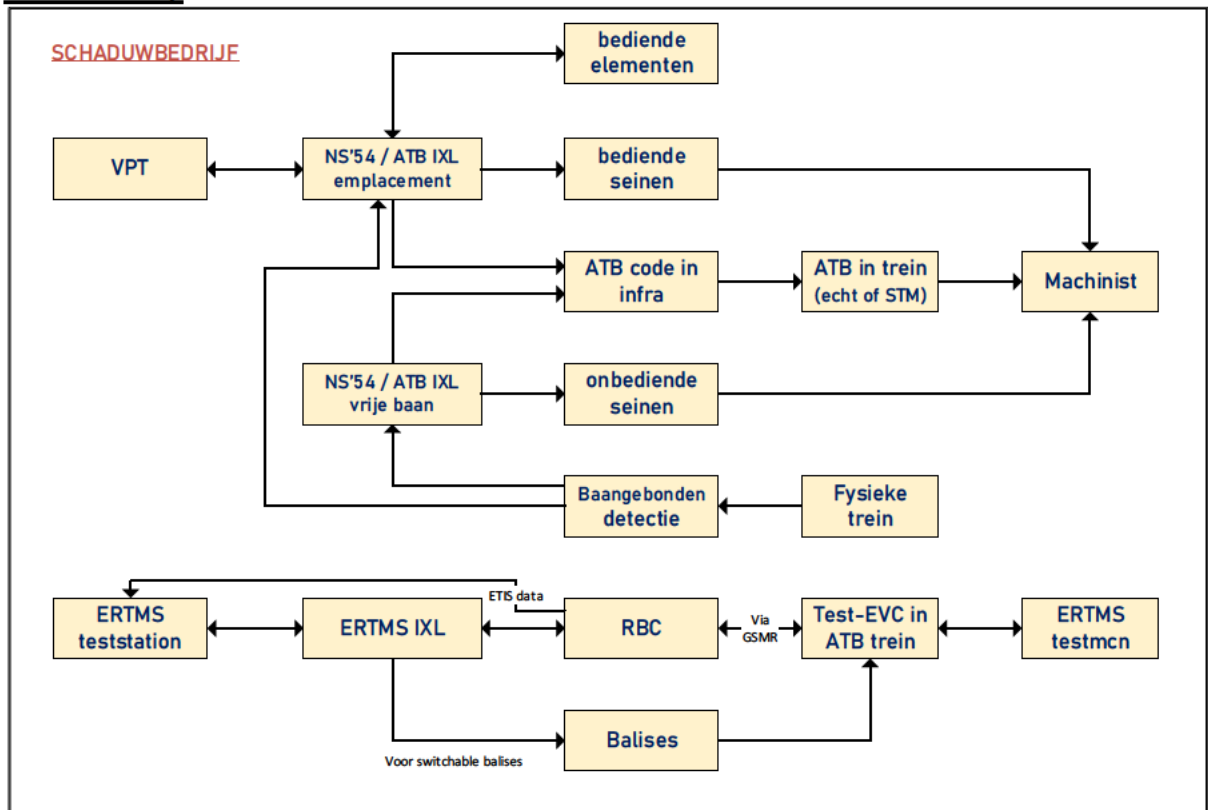 SCHADUWBEDRIJF
bediende
elementen
VPT
NS'54 / ATB IXL
emplacement
bediende
seinen
ATB code in
infra
ATB in trein
(echt of STM)
Machinist
NS'54 / ATB IXL
vrije baan
onbediende
seinen
Baangebonden
detectie
Fysieke
trein
ETIS data
ERTMS
teststation
ERTMS IXL
RBC
Via
GSMR
Test-EVC in
ATB trein
ERTMS
testmcn
Balises
Voor switchable balises